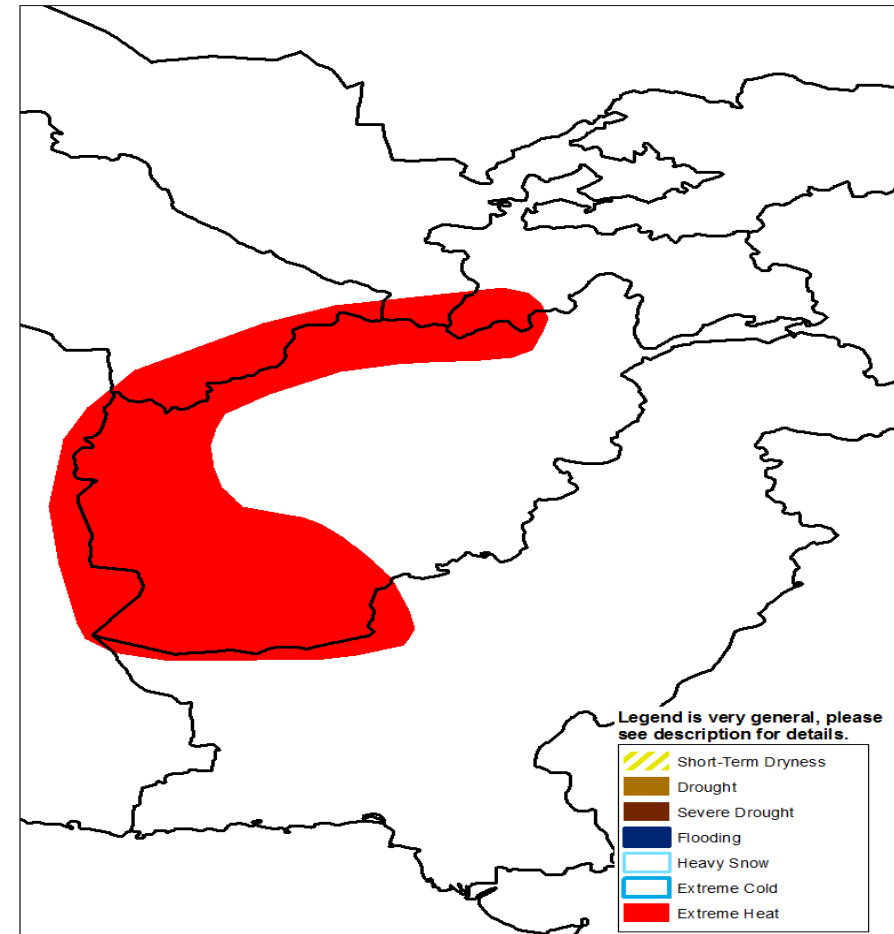 Legend is very general, please
see description for details.
Short-Term Dryness
Drought
Severe Drought
Flooding
Heavy Snow
Extreme Cold
Extreme Heat